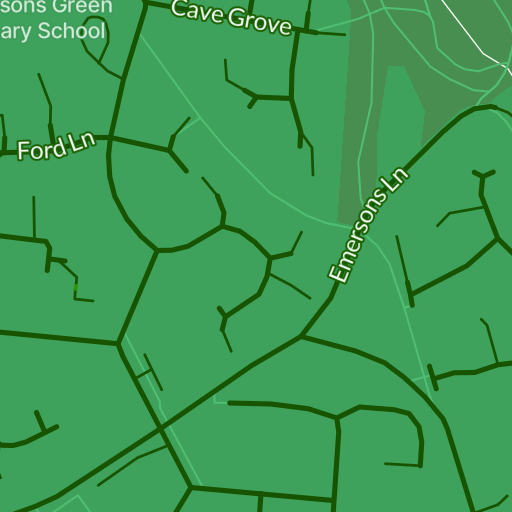 sons Green
ary School
Cave Grove
Ford Ln
Emersons Ln